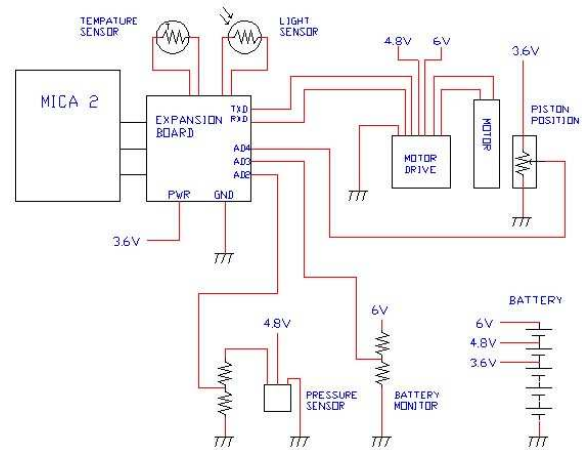 TEMPATURE
SENSOR
LIGHT
SENSOR
4.8V
6V
3.6V
MICA 2
EXPANSION
BOARD
TXD
RXD
AD4
AD3
AD2
PWR
GND
MOTOR
DRIVE
MOTOR
PISTON
POSITION
3.6V
4.8V
6V
BATTERY
6V
4.8V
3.6V
PRESSURE
SENSOR
BATTERY
MONITOR